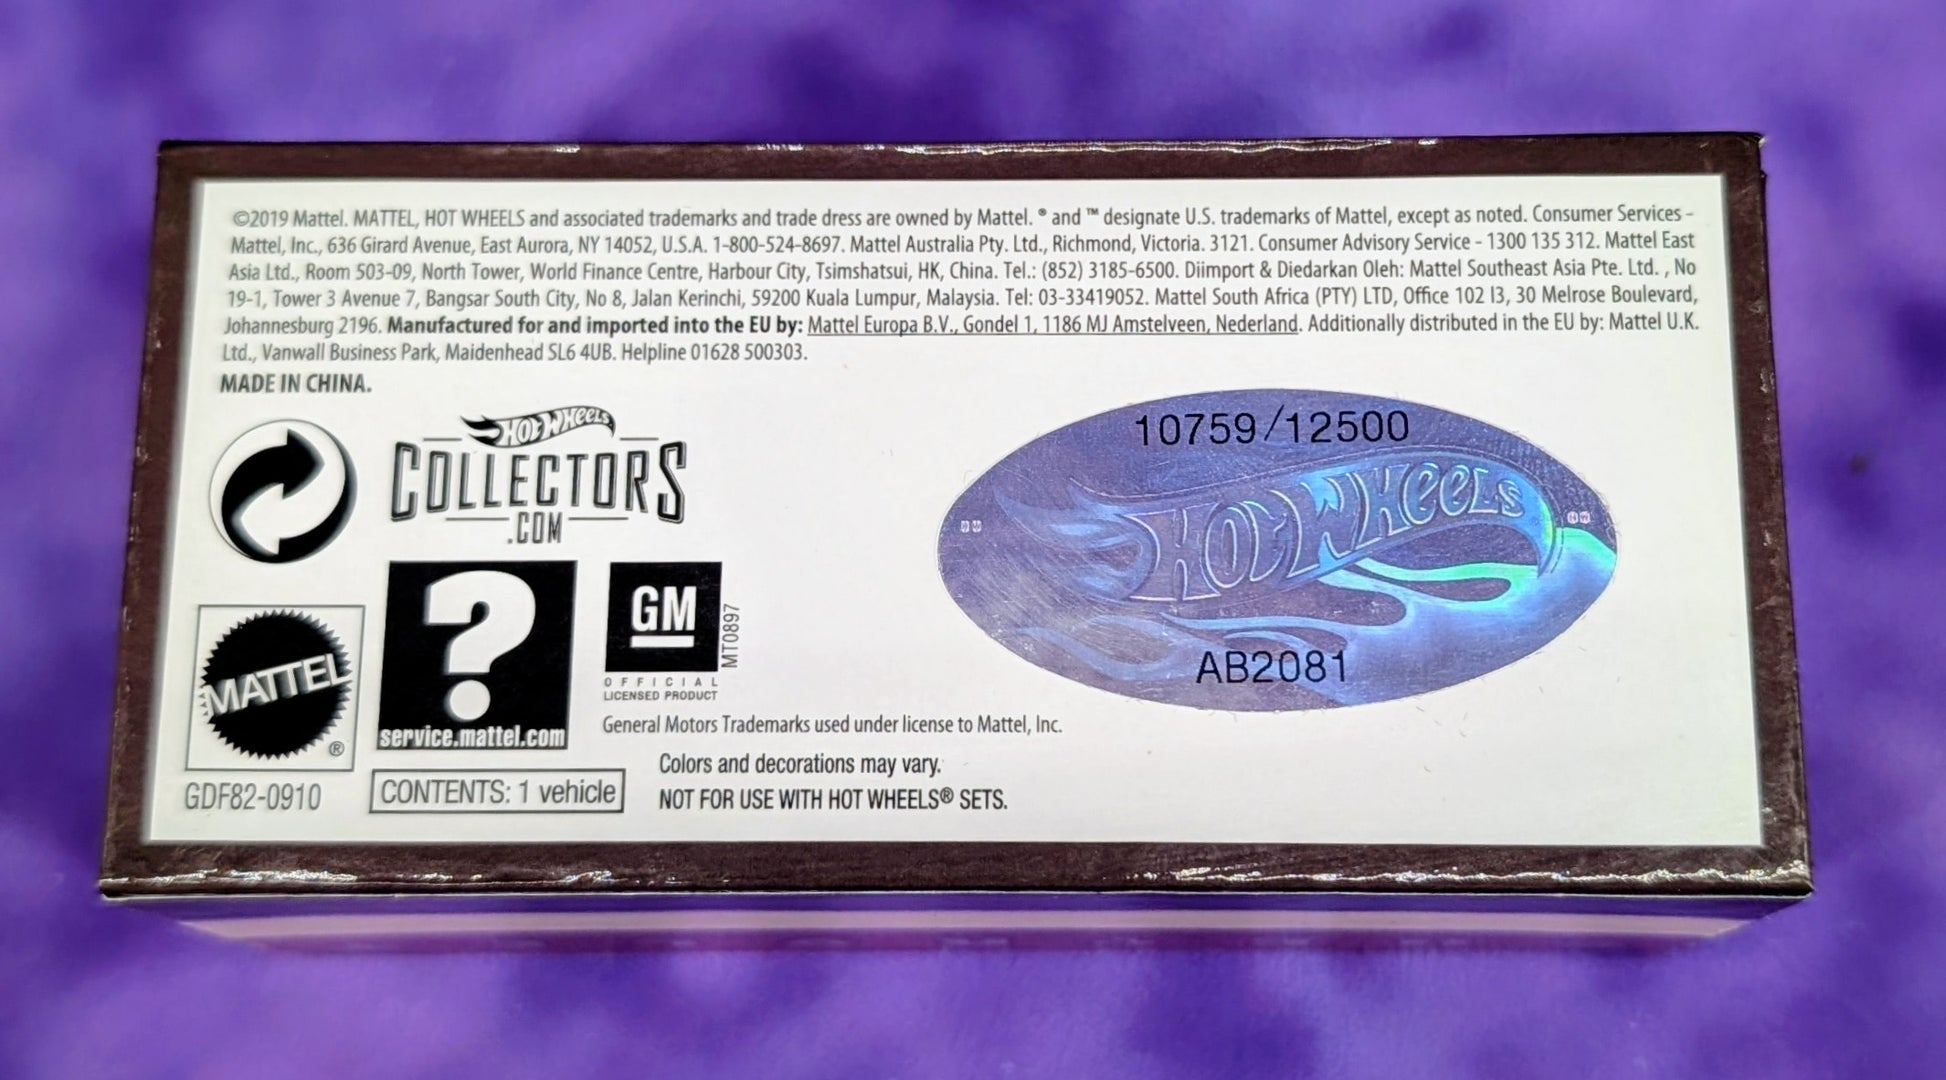 ©2019 Mattel. MATTEL, HOT WHEELS and associated trademarks and trade dress are owned by Mattel. ® and ™ designate U.S. trademarks of Mattel, except as noted. Consumer Services -
Mattel, Inc., 636 Girard Avenue, East Aurora, NY 14052, U.S.A. 1-800-524-8697. Mattel Australia Pty. Ltd., Richmond, Victoria. 3121. Consumer Advisory Service - 1300 135 312. Mattel East
Asia Ltd., Room 503-09, North Tower, World Finance Centre, Harbour City, Tsimshatsui, HK, China. Tel.: (852) 3185-6500. Diimport & Diedarkan Oleh: Mattel Southeast Asia Pte. Ltd. , No
19-1, Tower 3 Avenue 7, Bangsar South City, No 8, Jalan Kerinchi, 59200 Kuala Lumpur, Malaysia. Tel: 03-33419052. Mattel South Africa (PTY) LTD, Office 102 I3, 30 Melrose Boulevard,
Johannesburg 2196. Manufactured for and imported into the EU by: Mattel Europa B.V., Gondel 1, 1186 MJ Amstelveen, Nederland. Additionally distributed in the EU by: Mattel U.K.
Ltd., Vanwall Business Park, Maidenhead SL6 4UB. Helpline 01628 500303.
MADE IN CHINA.
HOT WHEELS
COLLECTORS
.COM
MATTEL
®
GDF82-0910
?
service.mattel.com
CONTENTS: 1 vehicle
GM
MT0897
OFFICIAL
LICENSED PRODUCT
General Motors Trademarks used under license to Mattel, Inc.
Colors and decorations may vary.
NOT FOR USE WITH HOT WHEELS® SETS.
10759/12500
HOT WHEELS
AB2081